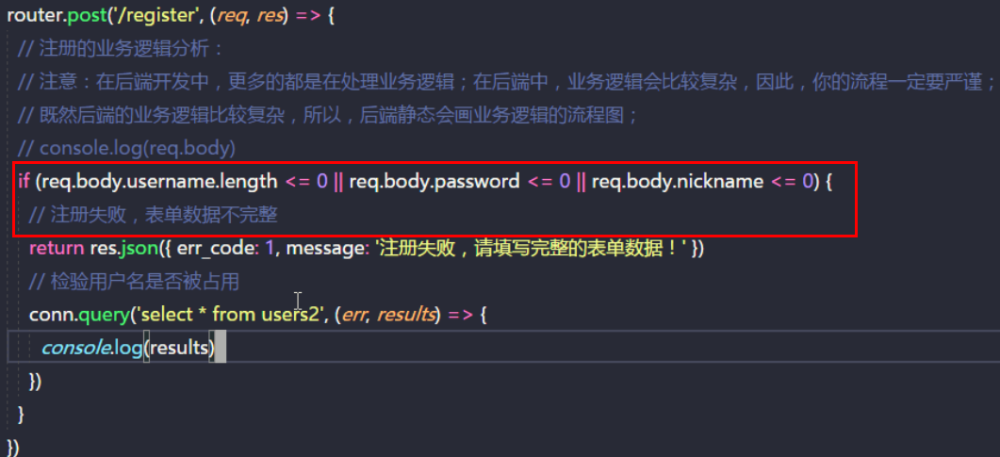 router.post('/register', (req, res) => {
// 注册的业务逻辑分析：
// 注意：在后端开发中，更多的都是在处理业务逻辑；在后端中，业务逻辑会比较复杂，因此，你的流程一定要严谨；
// 既然后端的业务逻辑比较复杂，所以，后端静态会画业务逻辑的流程图；
// console.log(req.body)
if (req.body.username.length <= 0 || req.body.password <= 0 || req.body.nickname <= 0) {
// 注册失败，表单数据不完整
return res.json({ err_code: 1, message: '注册失败，请填写完整的表单数据！' })
// 检验用户名是否被占用
conn.query('select * from users2', (err, results) => {
console.log(results)
})
}
})